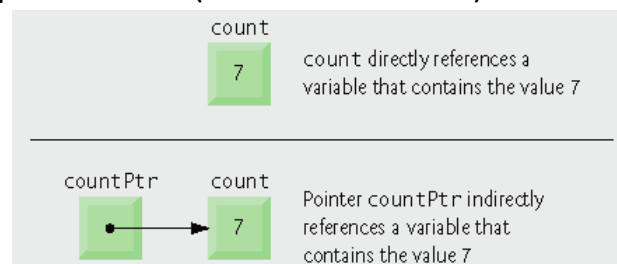 count
7
count directly references a
variable that contains the value 7
countPtr count
7
Pointer countPtr indirectly
references a variable that
contains the value 7